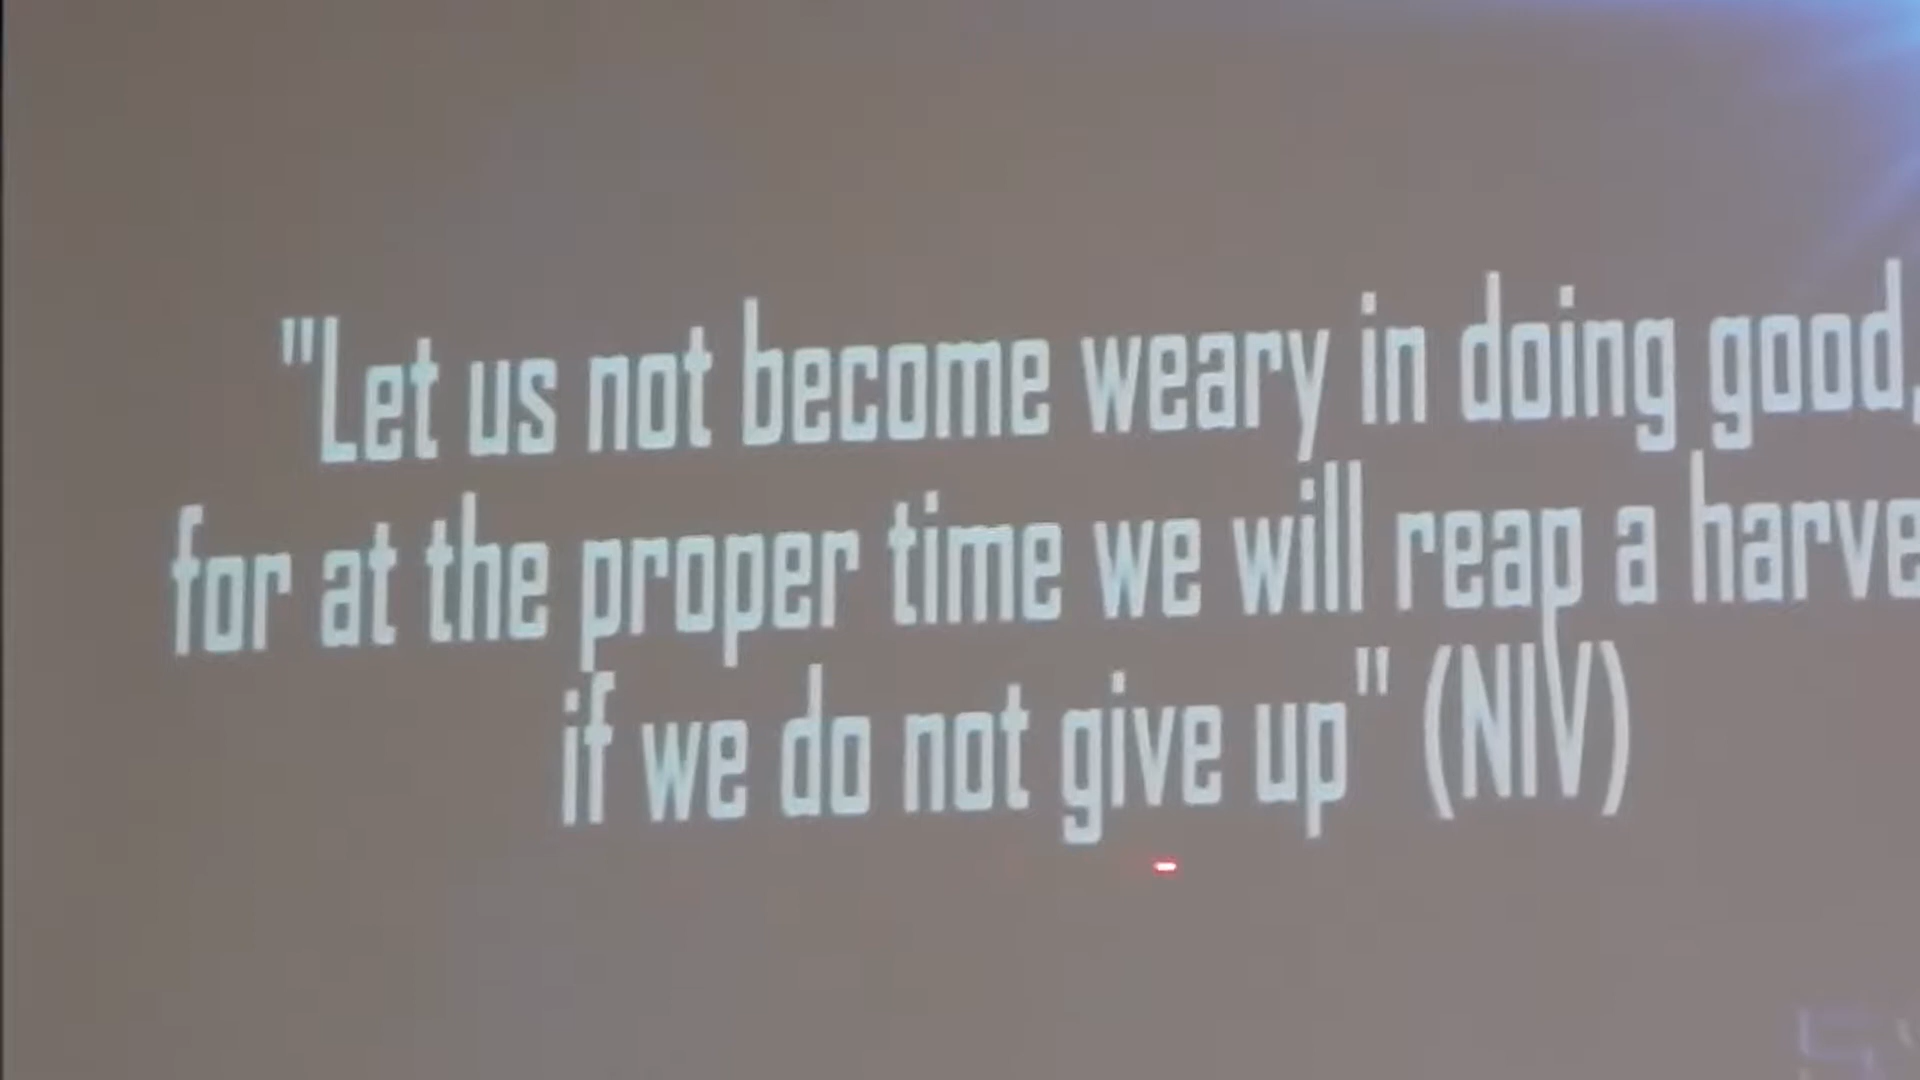 "Let us not become weary in doing good,
for at the proper time we will reap a harve
if we do not give up" (NIV)